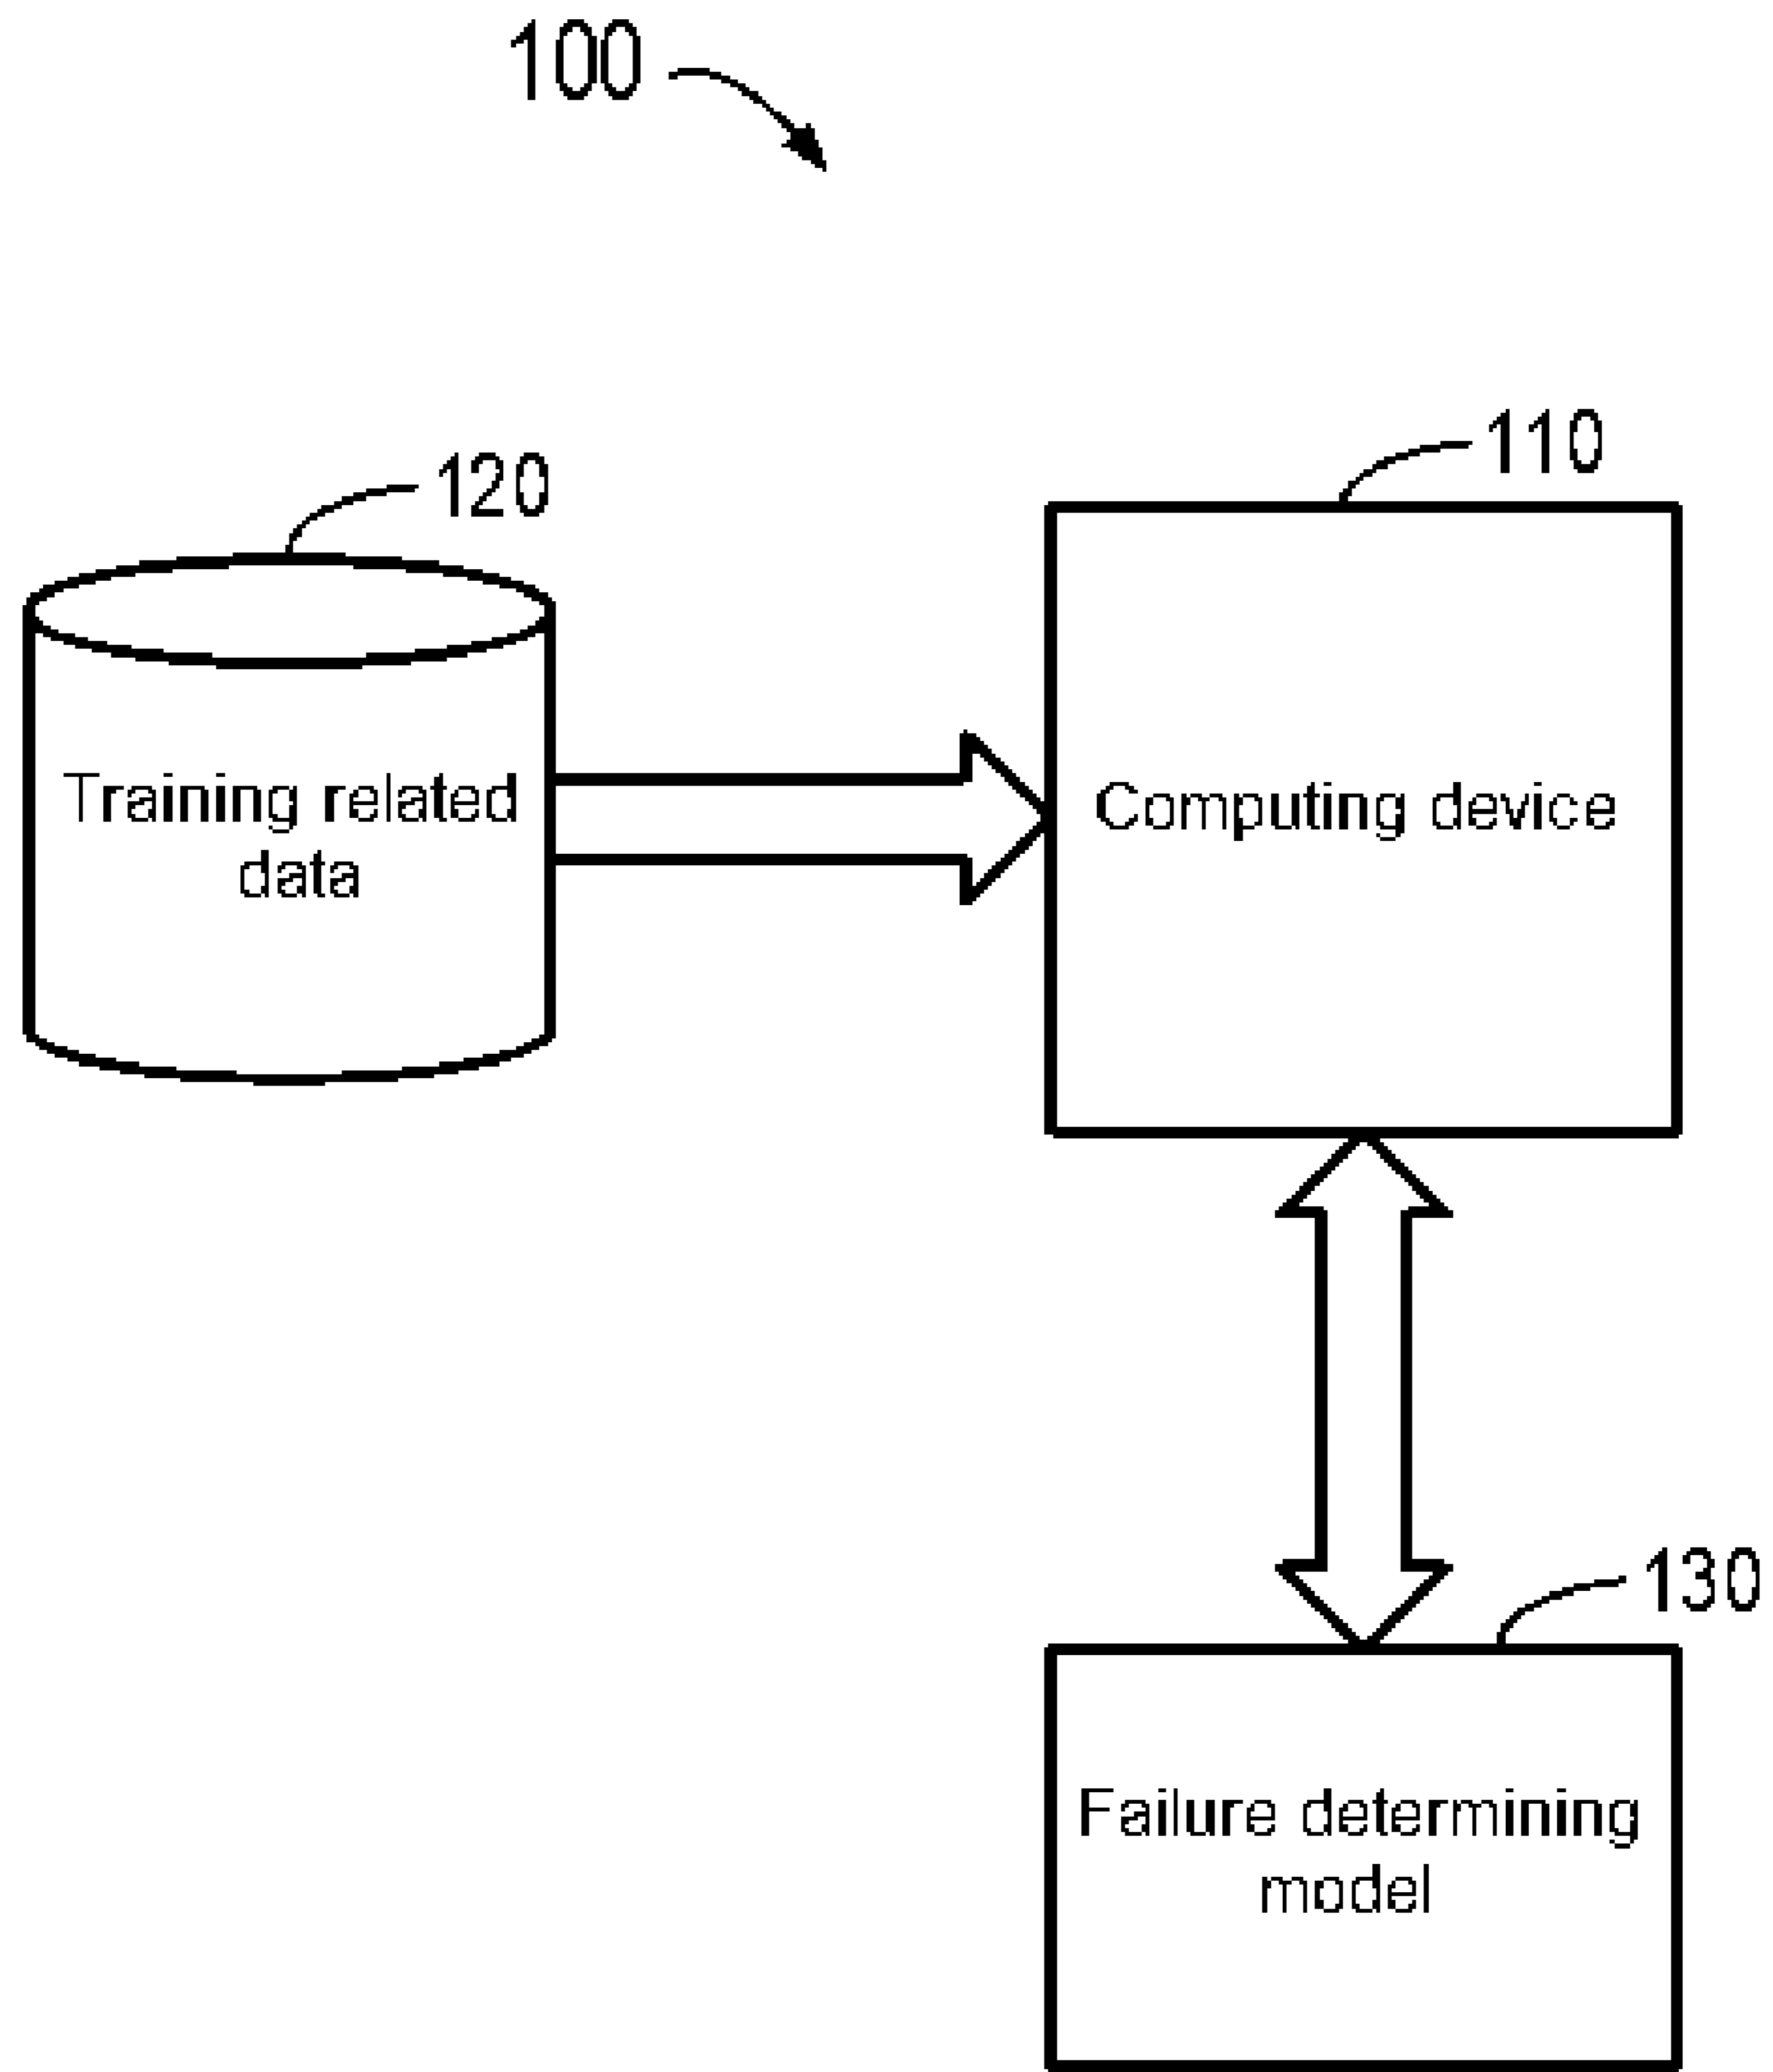 100
110
120
Training related
data
Computing device
130
Failure determining
model